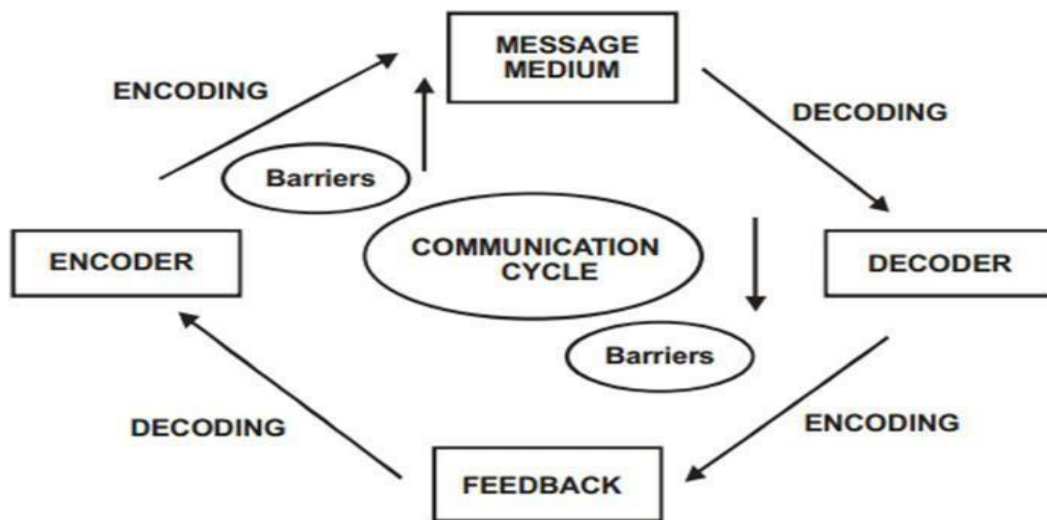 MESSAGE
MEDIUM
ENCODING
DECODING
Barriers
ENCODER
COMMUNICATION
CYCLE
DECODER
Barriers
DECODING
ENCODING
FEEDBACK